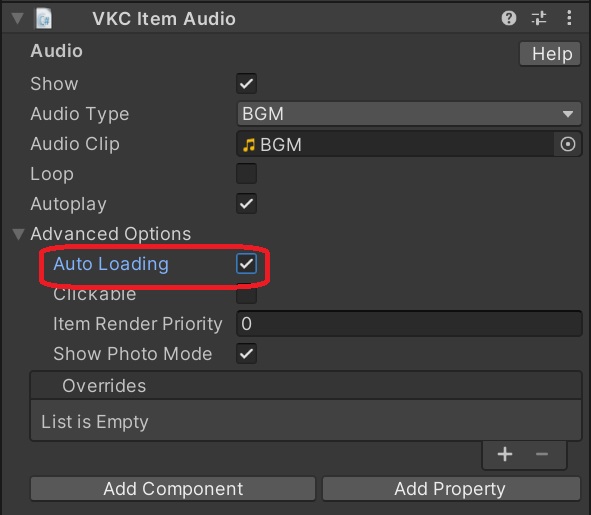 VKC Item Audio
Audio
Help
Show
Audio Type BGM
Audio Clip BGM
Loop
Autoplay
Advanced Options
Auto Loading
Clickable
Item Render Priority 0
Show Photo Mode
Overrides
List is Empty
Add Component Add Property